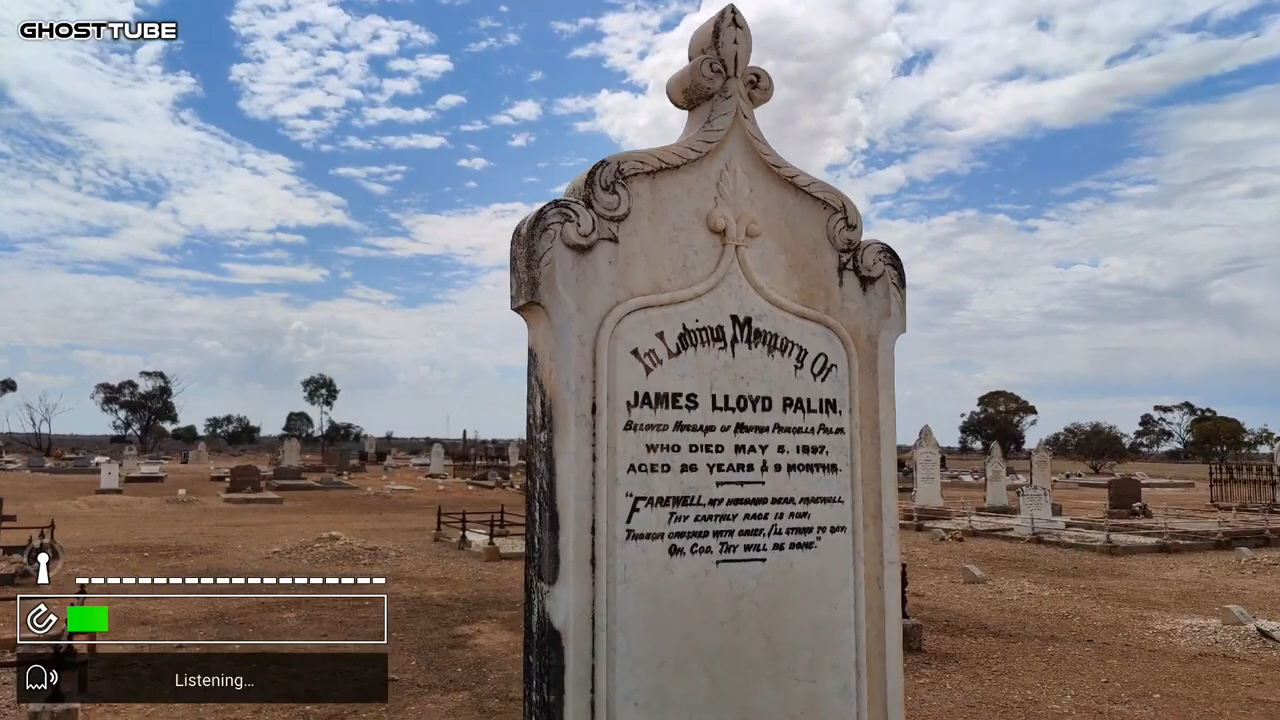 GHOSTTUBE
In Loving Memory Of
JAMES LLOYD PALIN,
BELOVED HUSBAND OF MARTHA PRISCILLA PALIN,
WHO DIED MAY 5, 1897,
AGED 26 YEARS & 9 MONTHS.
"FAREWELL, MY HUSBAND DEAR, FAREWELL,
THY EARTHLY RACE IS RUN;
THOUGH CRUSHED WITH GRIEF, I'LL STRIVE TO SAY;
OH, GOD, THY WILL BE DONE."
Listening...